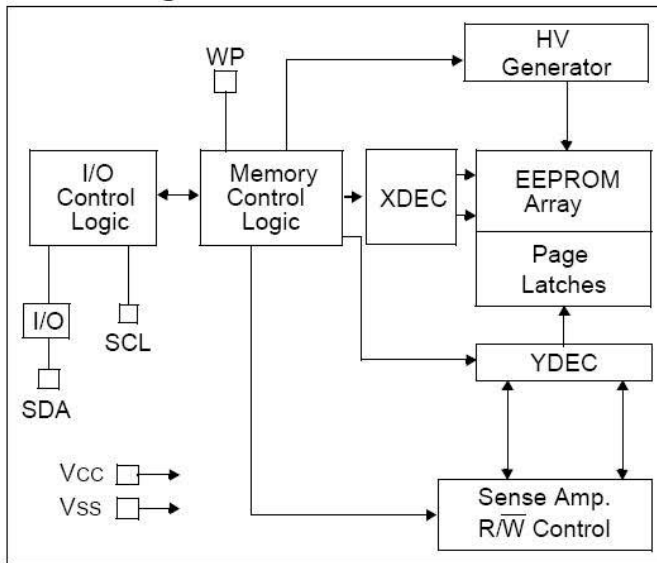 WP
HV
Generator
I/O
Control
Logic
Memory
Control
Logic
XDEC
EEPROM
Array
Page
Latches
I/O
SCL
SDA
YDEC
Vcc
Vss
Sense Amp.
R/W̅ Control